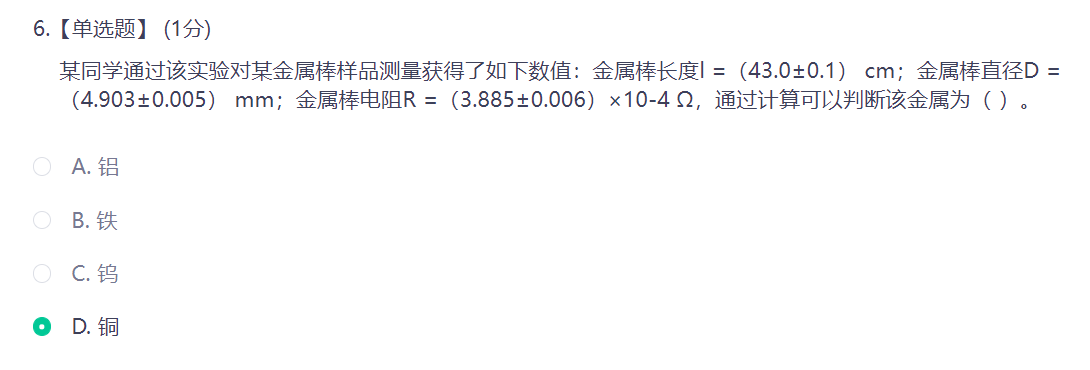 6.【单选题】 (1分)
某同学通过该实验对某金属棒样品测量获得了如下数值：金属棒长度l =（43.0±0.1） cm；金属棒直径D =
（4.903±0.005） mm；金属棒电阻R =（3.885±0.006）×10-4 Ω，通过计算可以判断该金属为（ ）。
A. 铝
B. 铁
C. 钨
D. 铜